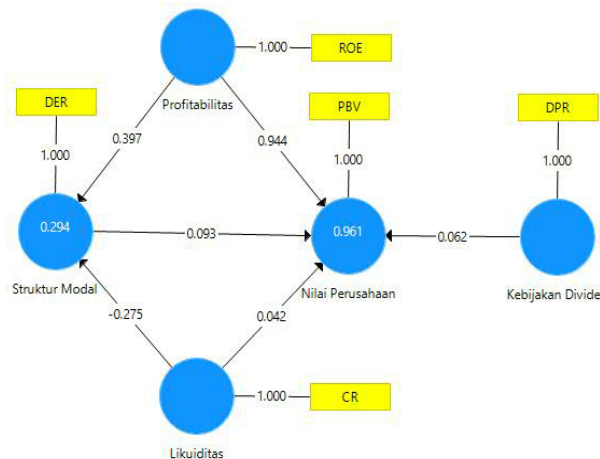 1.000
ROE
Profitabilitas
DER
PBV
DPR
0.397
0.944
1.000
1.000
1.000
0.294
0.093
0.961
0.062
Struktur Modal
Nilai Perusahaan
Kebijakan Divide
-0.275
0.042
1.000
CR
Likuiditas